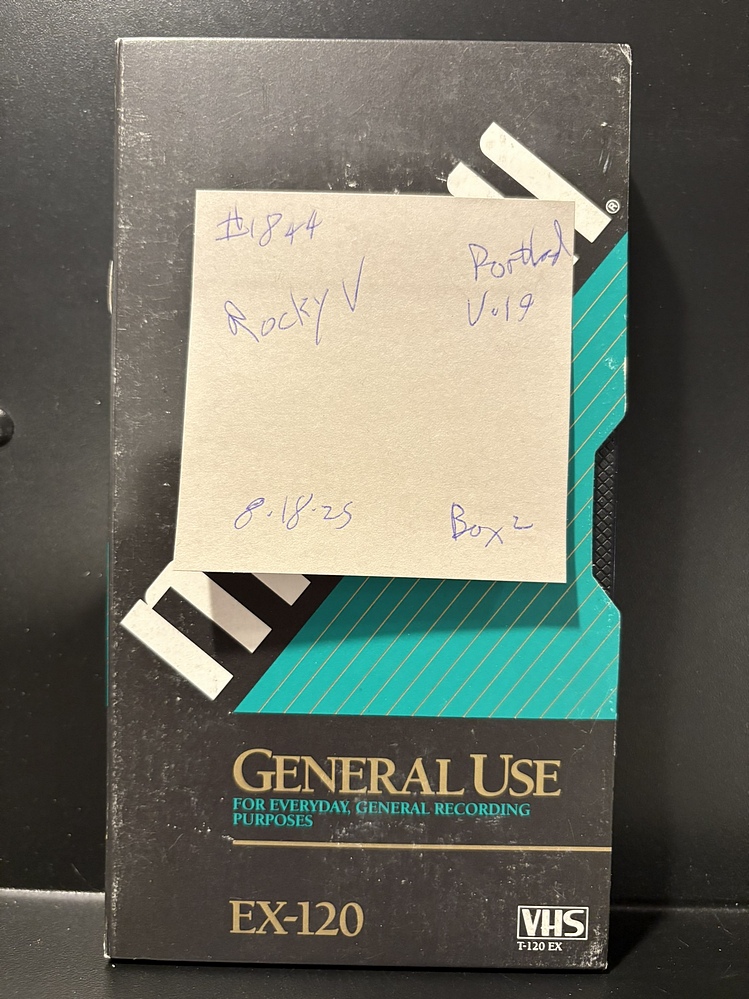 #1844
Portland
Rocky V
V.19
8.18.25
Box 2
®
GENERAL USE
FOR EVERYDAY, GENERAL RECORDING
PURPOSES
EX-120
VHS
T-120 EX